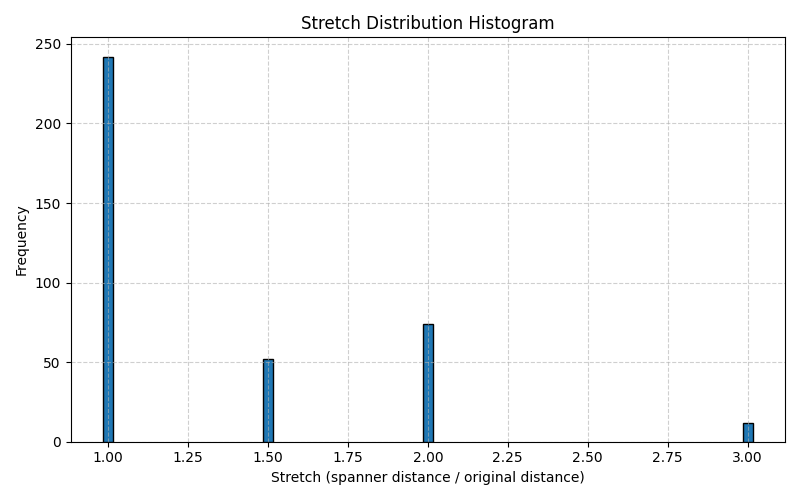 Stretch Distribution Histogram
250
200
150
100
50
0
Frequency
1.00 1.25 1.50 1.75 2.00 2.25 2.50 2.75 3.00
Stretch (spanner distance / original distance)